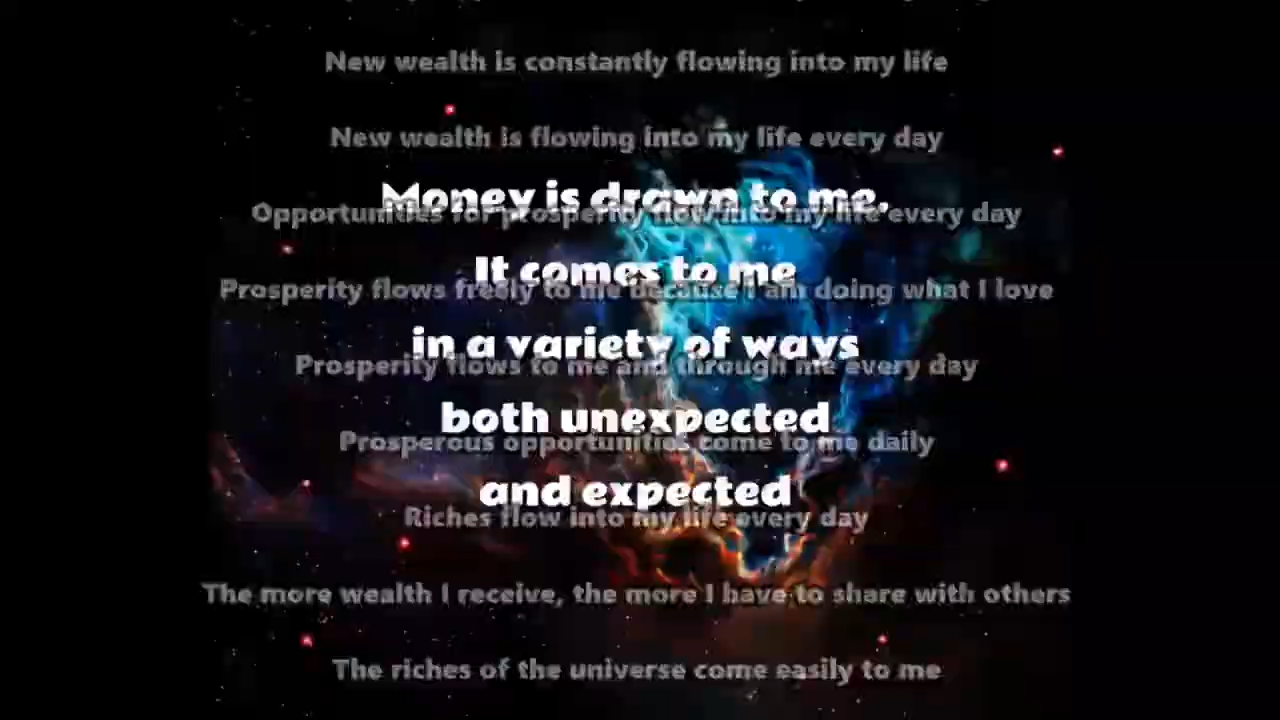 New wealth is constantly flowing into my life
New wealth is flowing into my life every day
Money is drawn to me.
Opportunities for prosperity flow into my life every day
It comes to me
Prosperity flows freely to me because I am doing what I love
in a variety of ways
Prosperity flows to me and through me every day
both unexpected
Prosperous opportunities come to me daily
and expected
Riches flow into my life every day
The more wealth I receive, the more I have to share with others
The riches of the universe come easily to me